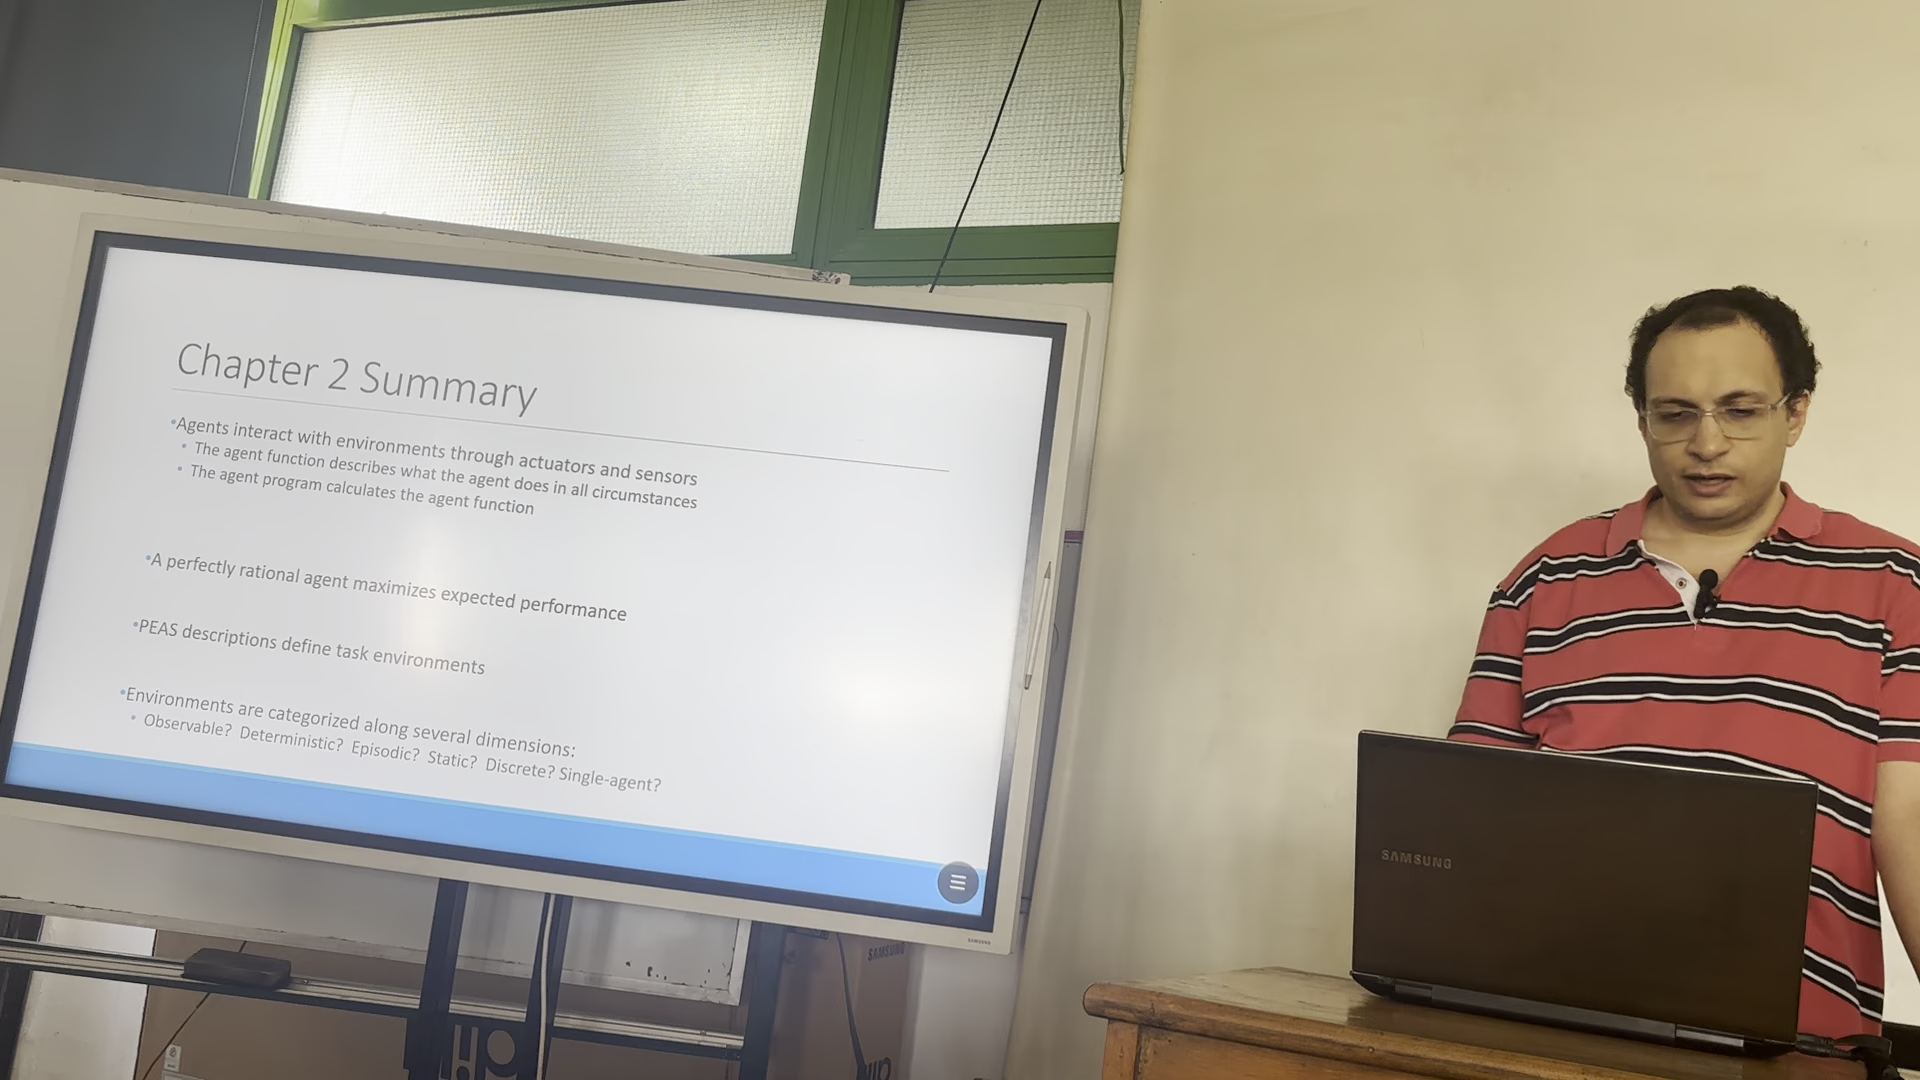 Chapter 2 Summary
•Agents interact with environments through actuators and sensors
• The agent function describes what the agent does in all circumstances
• The agent program calculates the agent function
•A perfectly rational agent maximizes expected performance
•PEAS descriptions define task environments
•Environments are categorized along several dimensions:
• Observable? Deterministic? Episodic? Static? Discrete? Single-agent?
SAMSUNG
SAMSUNG
SAMSUNG